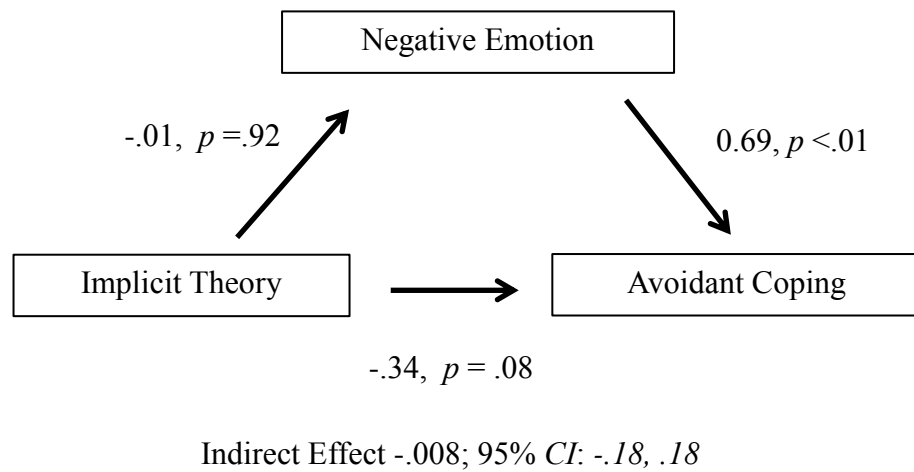 Negative Emotion
-.01, p =.92
0.69, p <.01
Implicit Theory
Avoidant Coping
-.34, p = .08
Indirect Effect -.008; 95% CI: -.18, .18